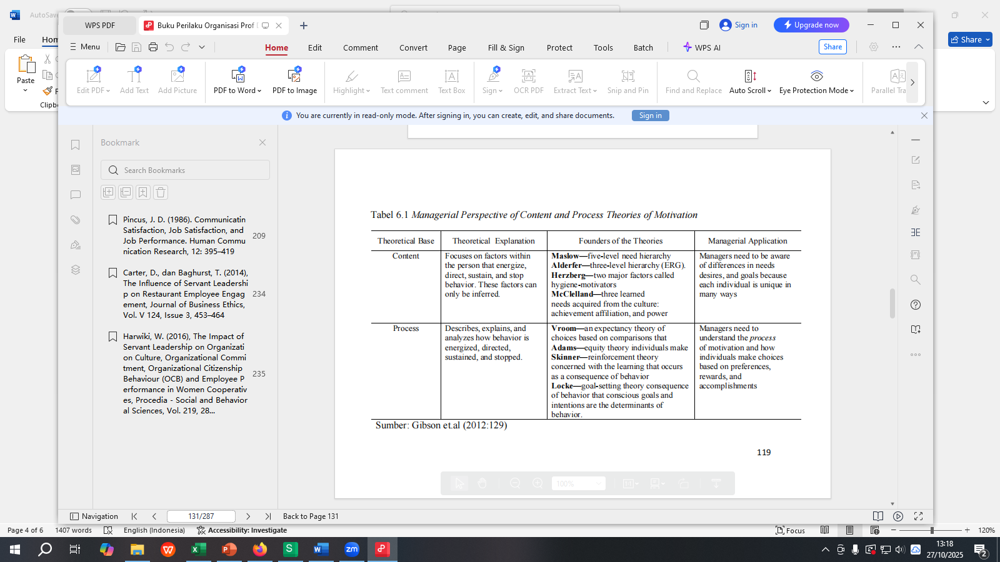 AutoSave
File
Home
Share
Paste
Clipb
WPS PDF
Buku Perilaku Organisasi Prof
Sign in
Upgrade now
Menu
Home Edit Comment Convert Page Fill & Sign Protect Tools Batch WPS AI
Share
Edit PDF Add Text Add Picture PDF to Word PDF to Image Highlight Text comment Text Box Sign OCR PDF Extract Text Snip and Pin Find and Replace Auto Scroll Eye Protection Mode Parallel Tra
You are currently in read-only mode. After signing in, you can create, edit, and share documents. Sign in
Bookmark
Search Bookmarks
Pincus, J. D. (1986). Communicatin
Satisfaction, Job Satisfaction, and
Job Performance. Human Commu
nication Research, 12: 395–419
209
Carter, D., dan Baghurst, T. (2014),
The Influence of Servant Leadershi
p on Restaurant Employee Engag
ement, Journal of Business Ethics,
Vol. V 124, Issue 3, 453–464
234
Harwiki, W. (2016), The Impact of
Servant Leadership on Organizati
on Culture, Organizational Commi
tment, Organizational Citizenship
Behaviour (OCB) and Employee P
erformance in Women Cooperativ
es, Procedia - Social and Behavior
al Sciences, Vol. 219, 28...
235
Tabel 6.1 Managerial Perspective of Content and Process Theories of Motivation
Theoretical Base Theoretical Explanation Founders of the Theories Managerial Application
Content
Focuses on factors within
the person that energize,
direct, sustain, and stop
behavior. These factors can
only be inferred.
Maslow—five-level need hierarchy
Alderfer—three-level hierarchy (ERG).
Herzberg—two major factors called
hygiene-motivators
McClelland—three learned
needs acquired from the culture:
achievement affiliation, and power
Managers need to be aware
of differences in needs
desires, and goals because
each individual is unique in
many ways
Process
Describes, explains, and
analyzes how behavior is
energized, directed,
sustained, and stopped.
Vroom—an expectancy theory of
choices based on comparisons that
Adams—equity theory individuals make
Skinner—reinforcement theory
concerned with the learning that occurs
as a consequence of behavior
Locke—goal-setting theory consequence
of behavior that conscious goals and
intentions are the determinants of
behavior.
Managers need to
understand the process
of motivation and how
individuals make choices
based on preferences,
rewards, and
accomplishments
Sumber: Gibson et.al (2012:129)
119
100%
Navigation 131/287 Back to Page 131
Page 4 of 6 1407 words English (Indonesia) Accessibility: Investigate Focus 120%
13:18
27/10/2025
2